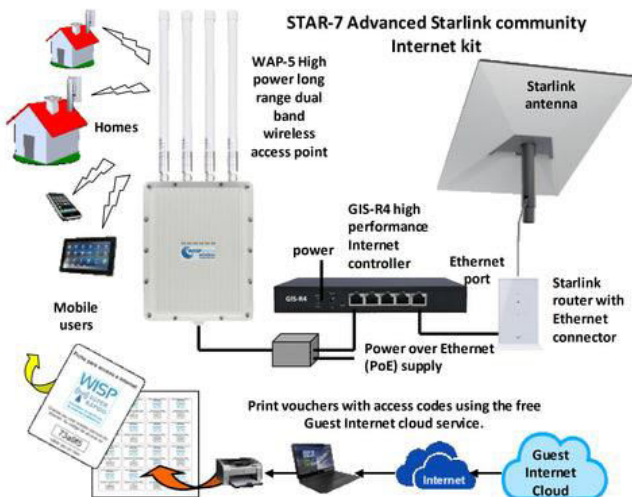 STAR-7 Advanced Starlink community
Internet kit
WAP-5 High
power long
range dual
band
wireless
access point
Starlink
antenna
Homes
GIS-R4 high
performance
Internet
controller
power
Ethernet
port
GIS-R4
Starlink
router with
Ethernet
connector
Mobile
users
Power over Ethernet
(PoE) supply
WISP
Print vouchers with access codes using the free
Guest Internet cloud service.
Internet
Guest
Internet
Cloud